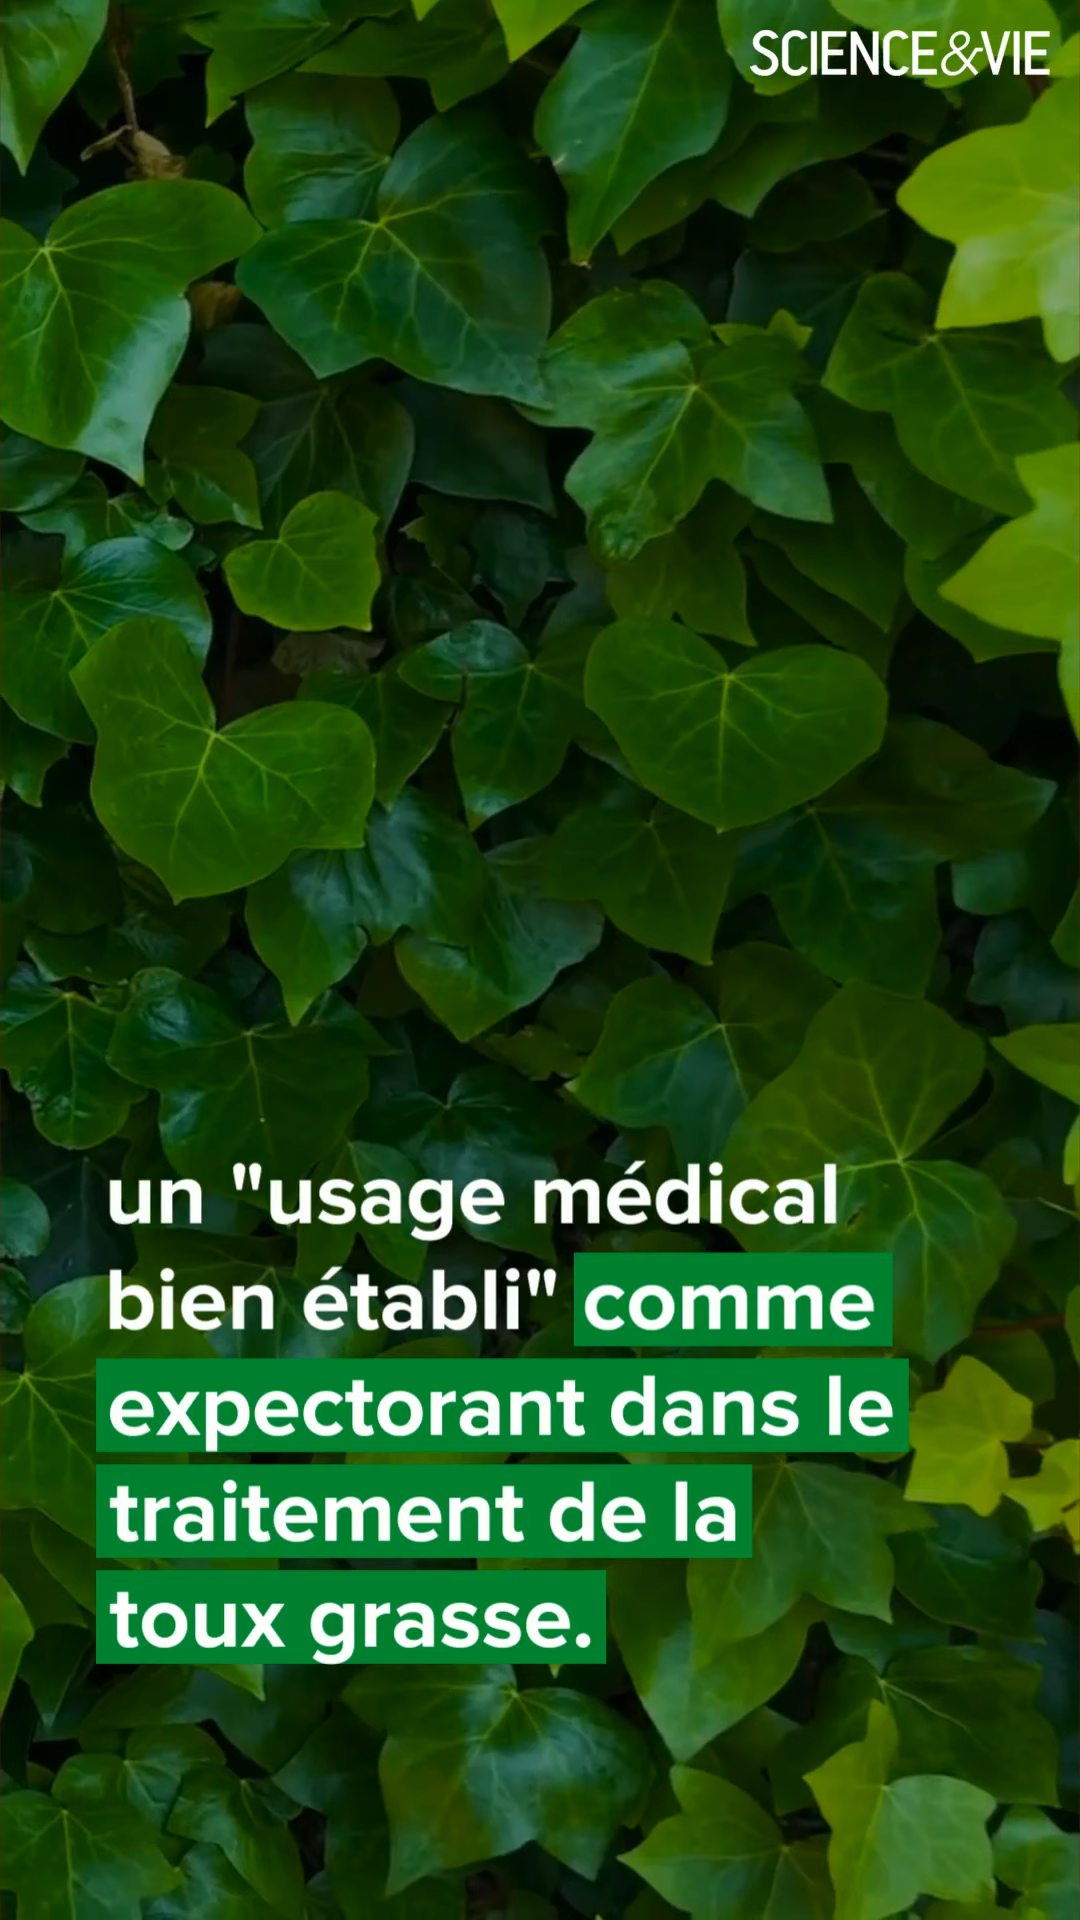 SCIENCE&VIE
un "usage médical
bien établi" comme
expectorant dans le
traitement de la
toux grasse.